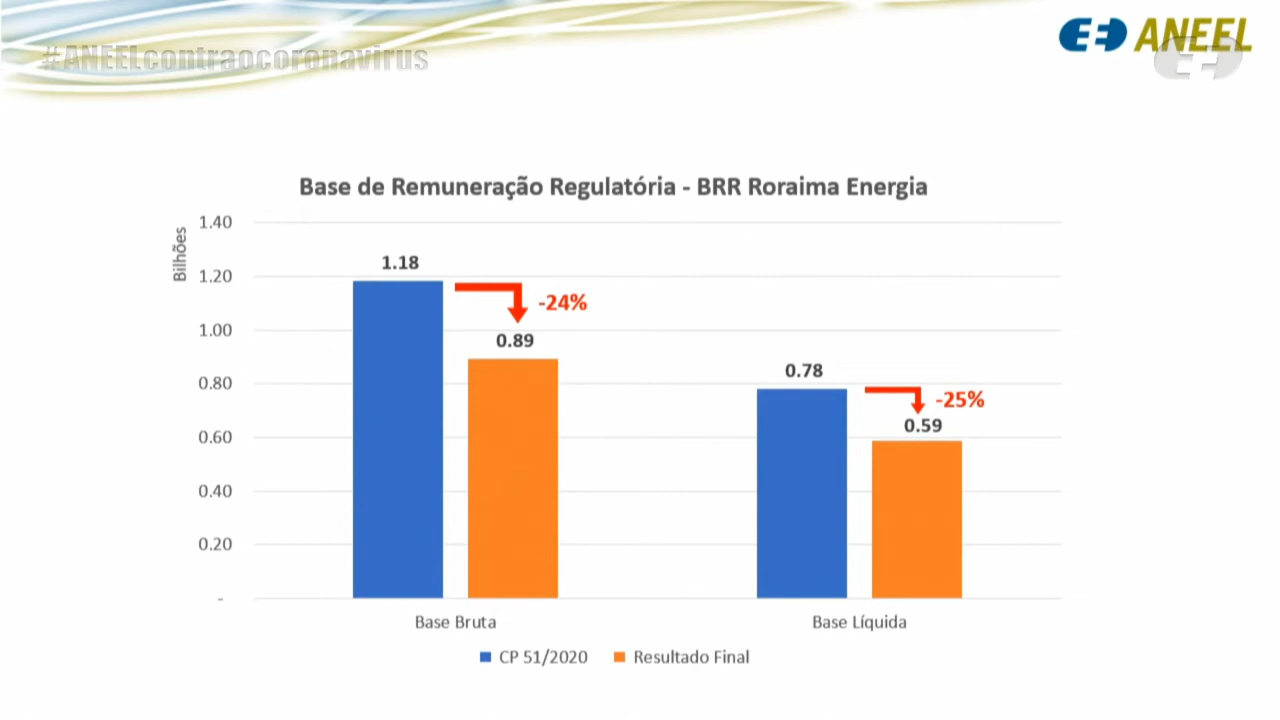 #ANEELcontraocoronavirus
ANEEL
Base de Remuneração Regulatória - BRR Roraima Energia
Bilhões
1.40
1.20
1.00
0.80
0.60
0.40
0.20
-
1.18
-24%
0.89
0.78
-25%
0.59
Base Bruta
Base Líquida
CP 51/2020
Resultado Final